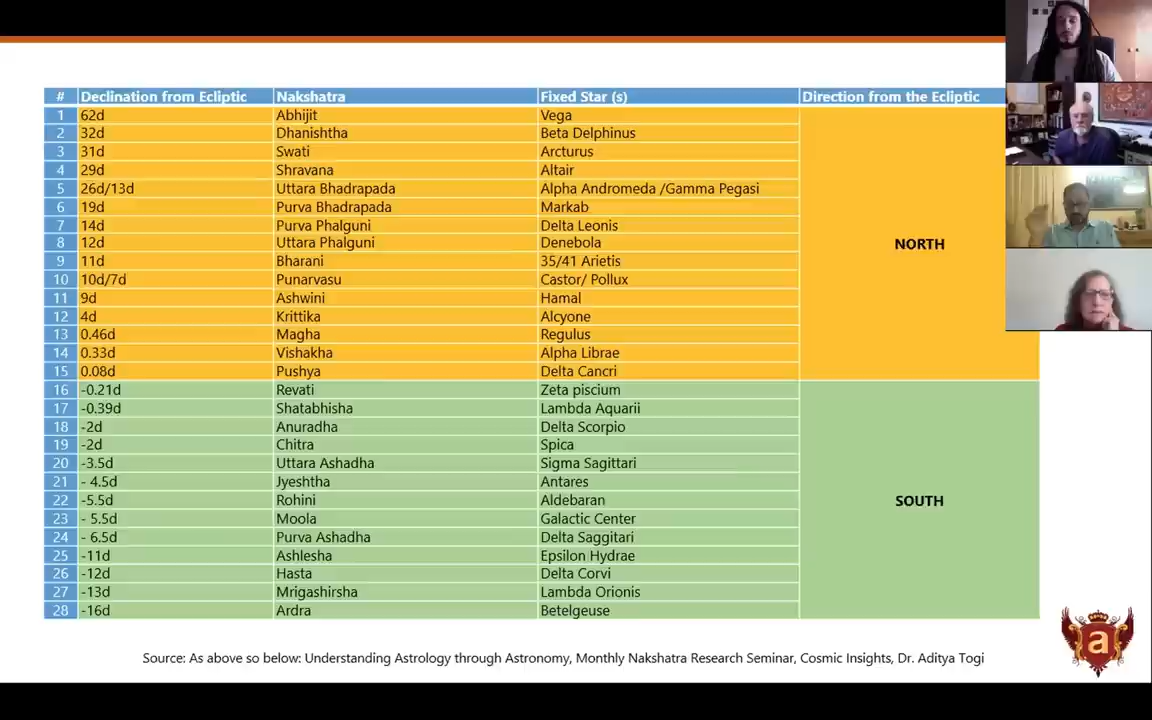 # Declination from Ecliptic Nakshatra Fixed Star (s) Direction from the Ecliptic
1 62d Abhijit Vega
2 32d Dhanishtha Beta Delphinus
3 31d Swati Arcturus
4 29d Shravana Altair
5 26d/13d Uttara Bhadrapada Alpha Andromeda /Gamma Pegasi
6 19d Purva Bhadrapada Markab
7 14d Purva Phalguni Delta Leonis
8 12d Uttara Phalguni Denebola
NORTH
9 11d Bharani 35/41 Arietis
10 10d/7d Punarvasu Castor/ Pollux
11 9d Ashwini Hamal
12 4d Krittika Alcyone
13 0.46d Magha Regulus
14 0.33d Vishakha Alpha Librae
15 0.08d Pushya Delta Cancri
16 -0.21d Revati Zeta piscium
17 -0.39d Shatabhisha Lambda Aquarii
18 -2d Anuradha Delta Scorpio
19 -2d Chitra Spica
20 -3.5d Uttara Ashadha Sigma Sagittari
21 - 4.5d Jyeshtha Antares
22 -5.5d Rohini Aldebaran SOUTH
23 - 5.5d Moola Galactic Center
24 - 6.5d Purva Ashadha Delta Saggitari
25 -11d Ashlesha Epsilon Hydrae
26 -12d Hasta Delta Corvi
27 -13d Mrigashirsha Lambda Orionis
28 -16d Ardra Betelgeuse
a
Source: As above so below: Understanding Astrology through Astronomy, Monthly Nakshatra Research Seminar, Cosmic Insights, Dr. Aditya Togi